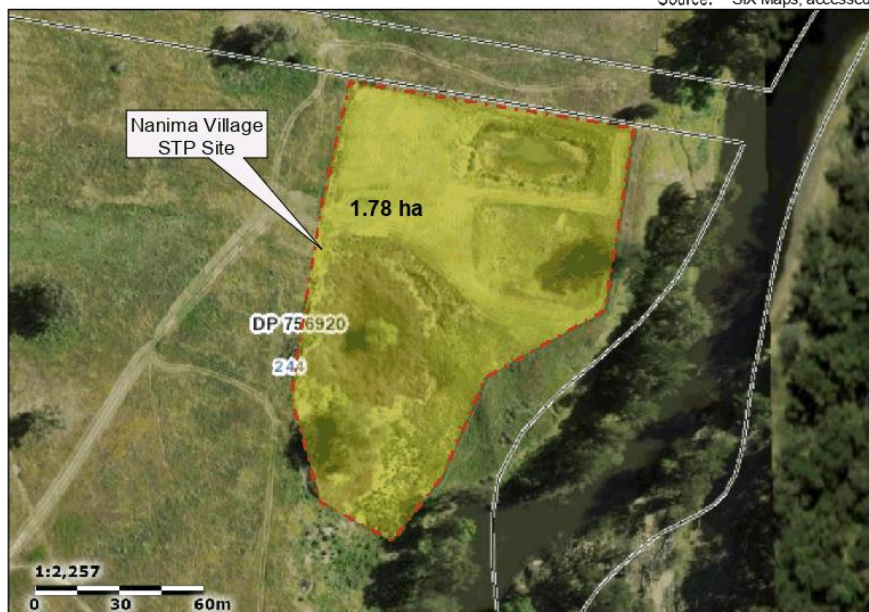 Source: SIX Maps, accessed
Nanima Village
STP Site
1.78 ha
DP 756920
244
1:2,257
0 30 60m